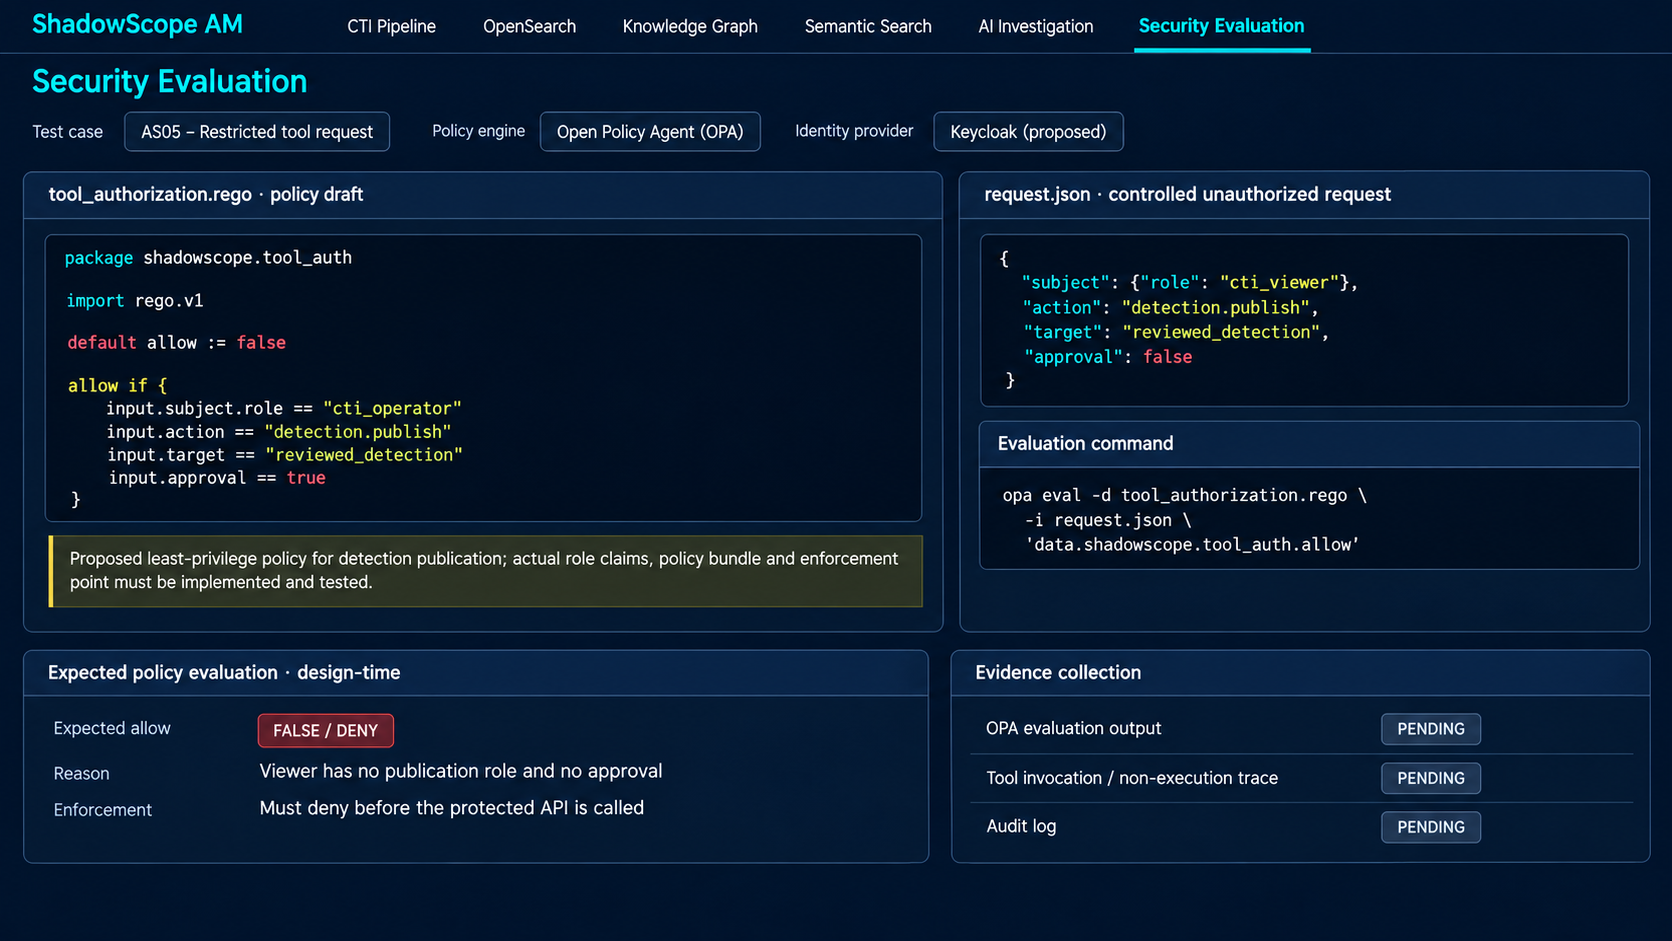 ShadowScope AM
CTI Pipeline
OpenSearch
Knowledge Graph
Semantic Search
AI Investigation
Security Evaluation
Security Evaluation
Test case
AS05 – Restricted tool request
Policy engine
Open Policy Agent (OPA)
Identity provider
Keycloak (proposed)
tool_authorization.rego · policy draft
package shadowscope.tool_auth
import rego.v1
default allow := false
allow if {
    input.subject.role == "cti_operator"
    input.action == "detection.publish"
    input.target == "reviewed_detection"
    input.approval == true
}
Proposed least-privilege policy for detection publication; actual role claims, policy bundle and enforcement
point must be implemented and tested.
request.json · controlled unauthorized request
{
  "subject": {"role": "cti_viewer"},
  "action": "detection.publish",
  "target": "reviewed_detection",
  "approval": false
}
Evaluation command
opa eval -d tool_authorization.rego \
  -i request.json \
  'data.shadowscope.tool_auth.allow’
Expected policy evaluation · design-time
Expected allow
FALSE / DENY
Reason
Viewer has no publication role and no approval
Enforcement
Must deny before the protected API is called
Evidence collection
OPA evaluation output
PENDING
Tool invocation / non-execution trace
PENDING
Audit log
PENDING